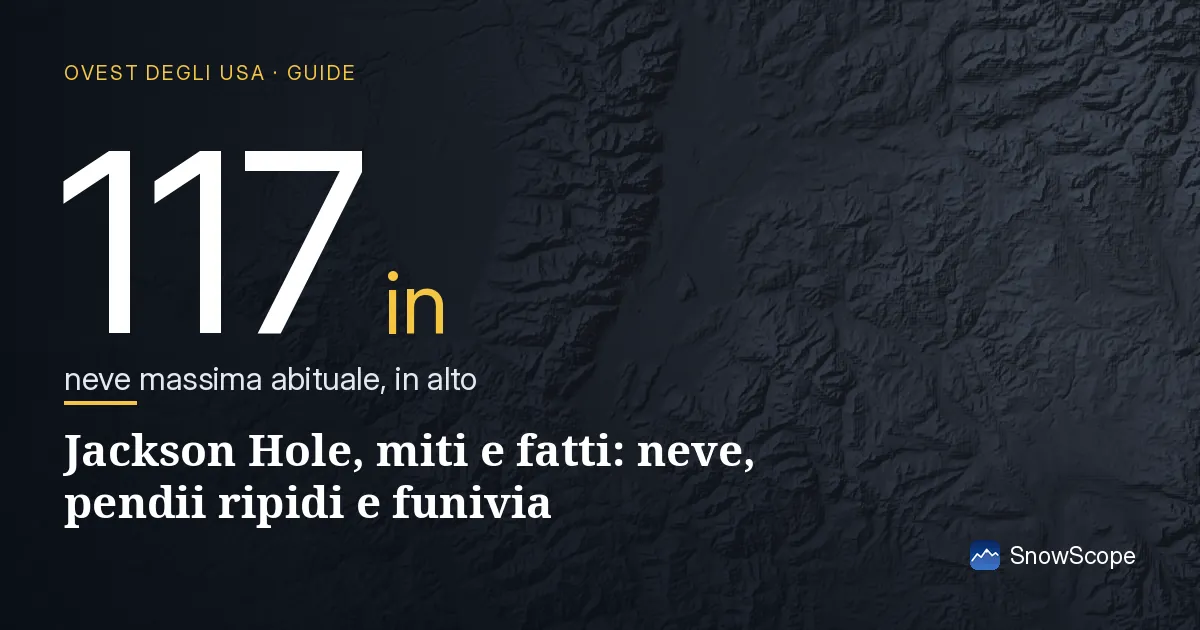 OVEST DEGLI USA · GUIDE
117 in
neve massima abituale, in alto
Jackson Hole, miti e fatti: neve,
pendii ripidi e funivia
SnowScope